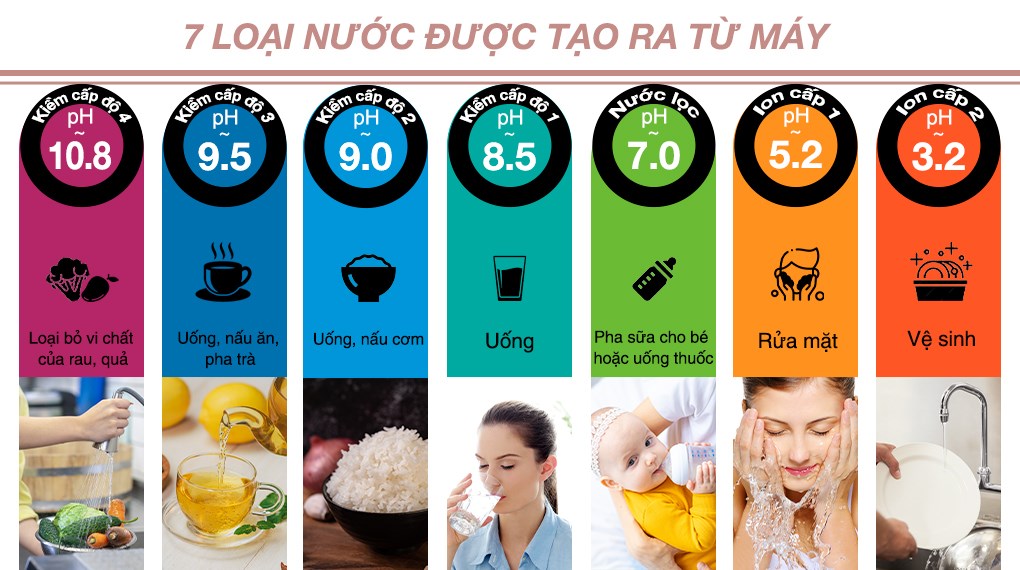 7 LOẠI NƯỚC ĐƯỢC TẠO RA TỪ MÁY
Kiềm cấp độ 4
pH
~
10.8
Loại bỏ vi chất
của rau, quả
Kiềm cấp độ 3
pH
~
9.5
Uống, nấu ăn,
pha trà
Kiềm cấp độ 2
pH
~
9.0
Uống, nấu cơm
Kiềm cấp độ 1
pH
~
8.5
Uống
Nước lọc
pH
~
7.0
Pha sữa cho bé
hoặc uống thuốc
Ion cấp 1
pH
~
5.2
Rửa mặt
Ion cấp 2
pH
~
3.2
Vệ sinh